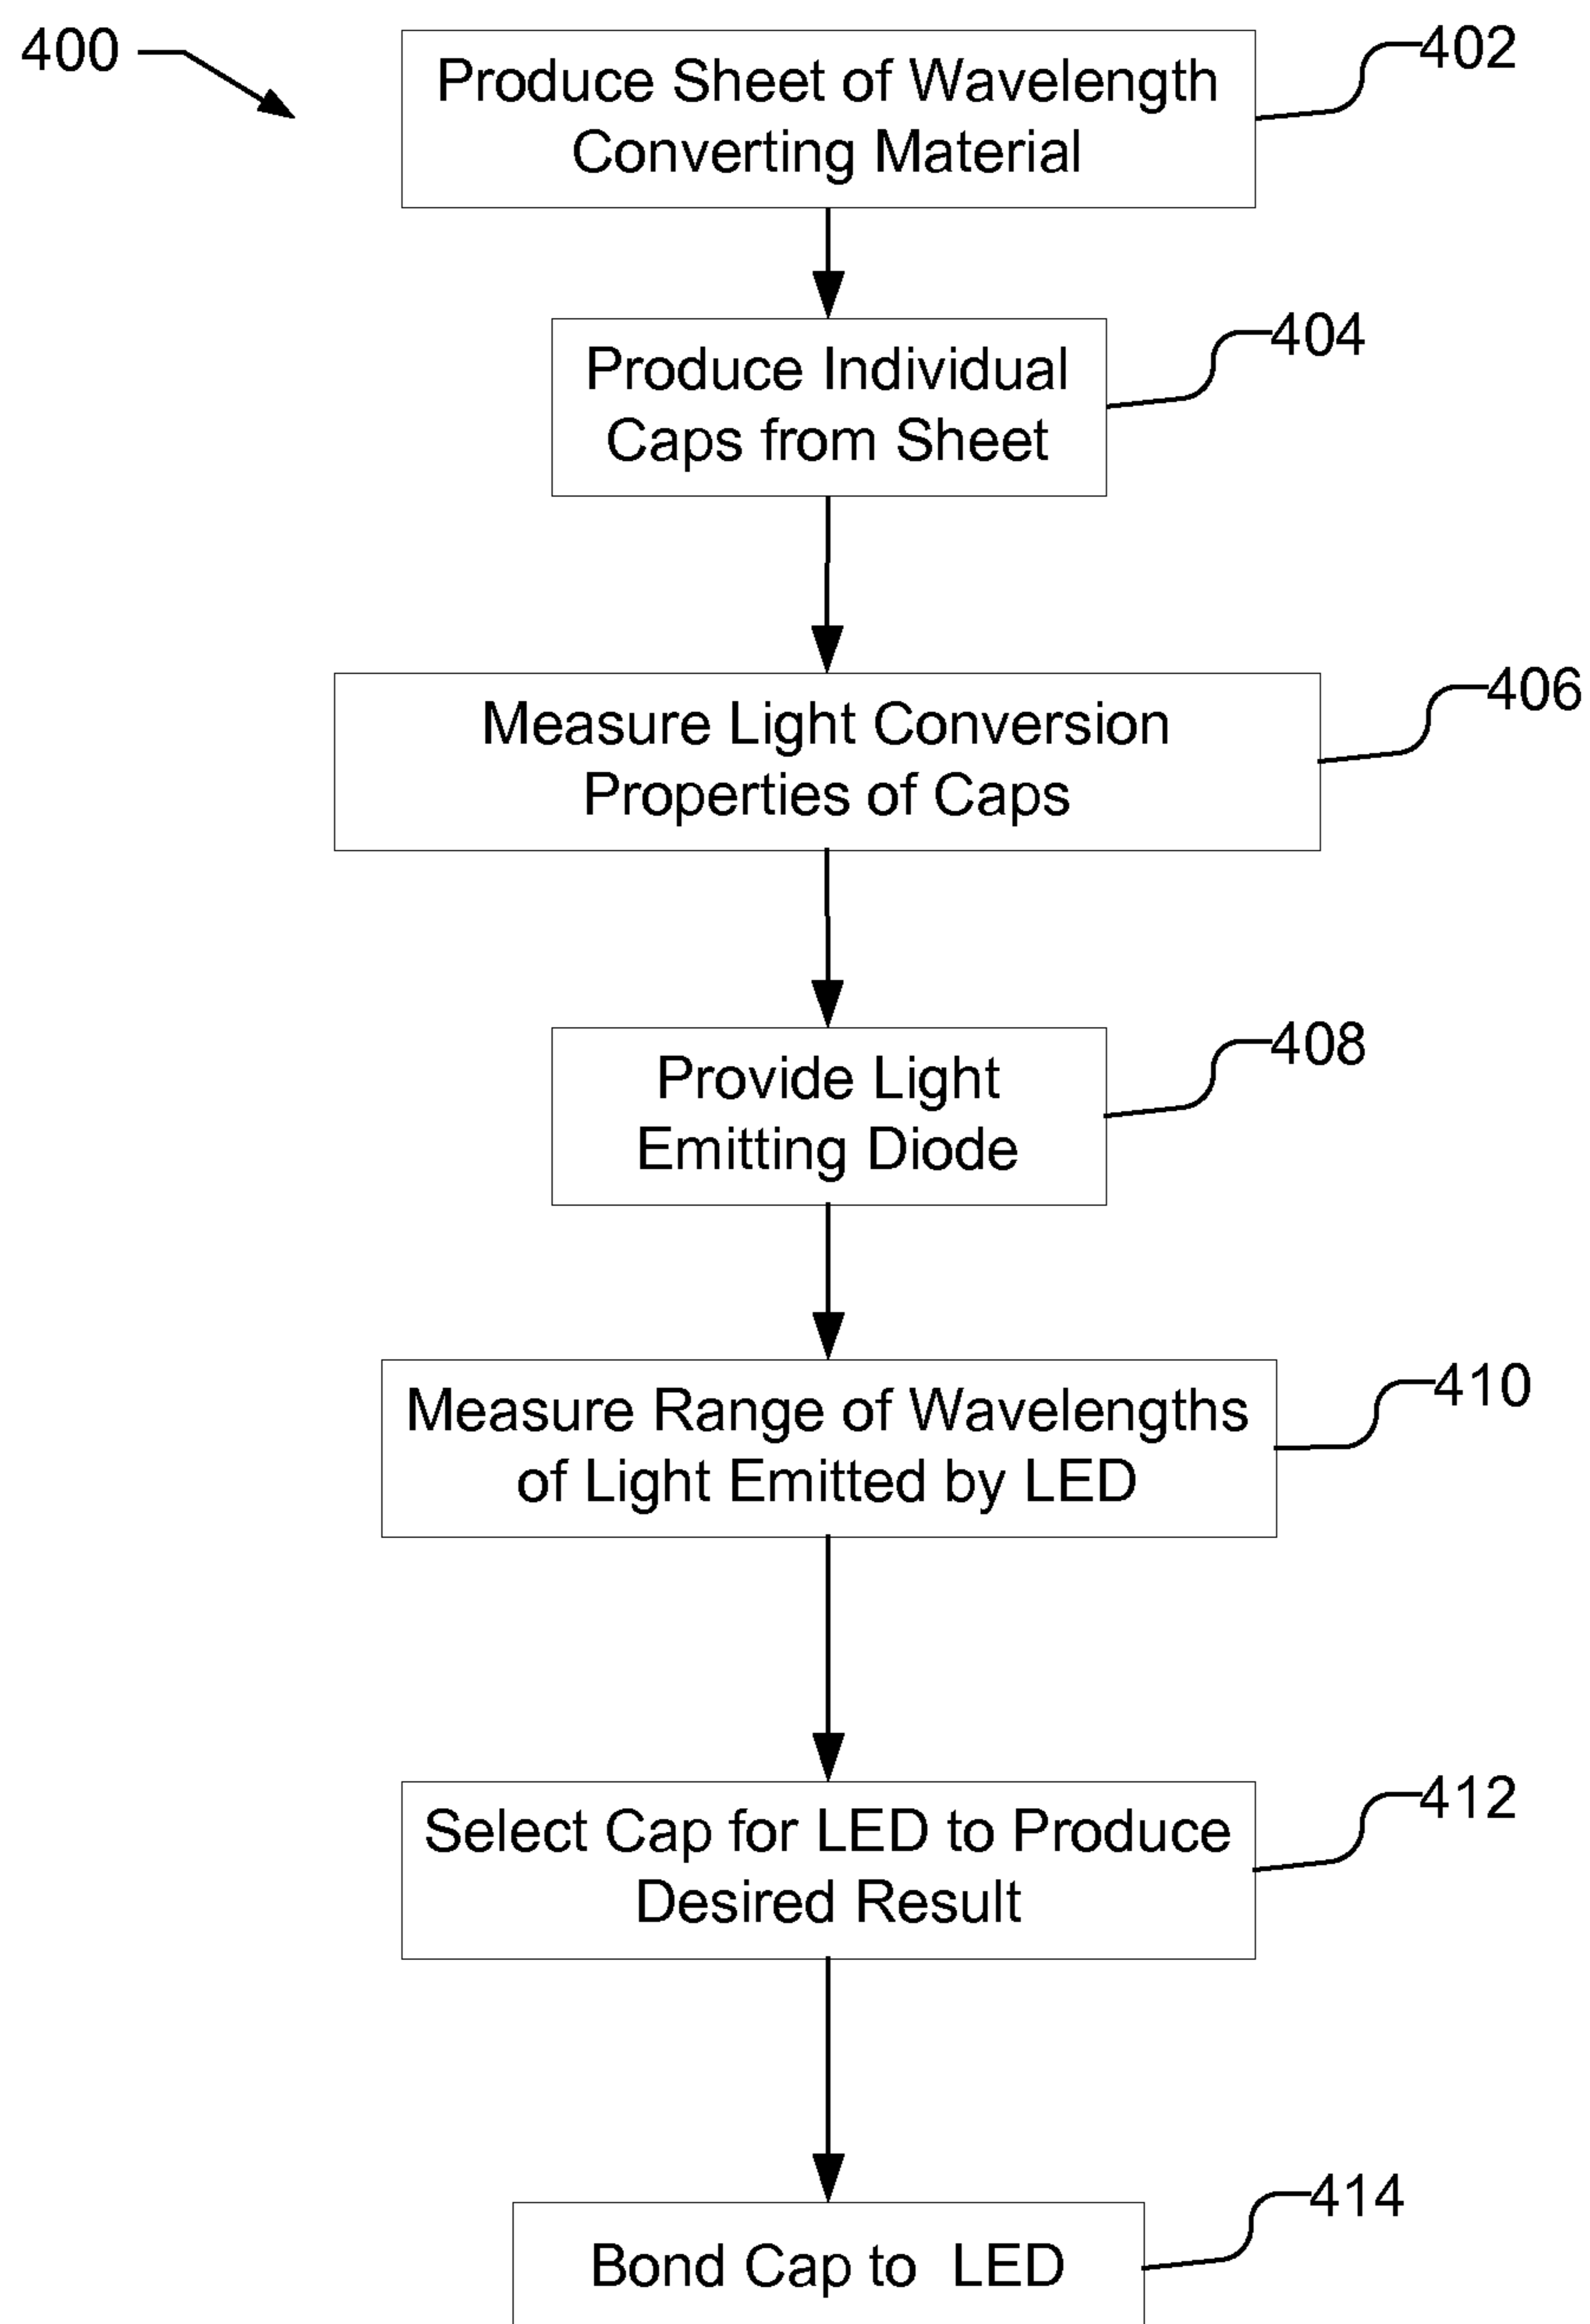 400
402
Produce Sheet of Wavelength
Converting Material
404
Produce Individual
Caps from Sheet
406
Measure Light Conversion
Properties of Caps
408
Provide Light
Emitting Diode
410
Measure Range of Wavelengths
of Light Emitted by LED
412
Select Cap for LED to Produce
Desired Result
414
Bond Cap to LED